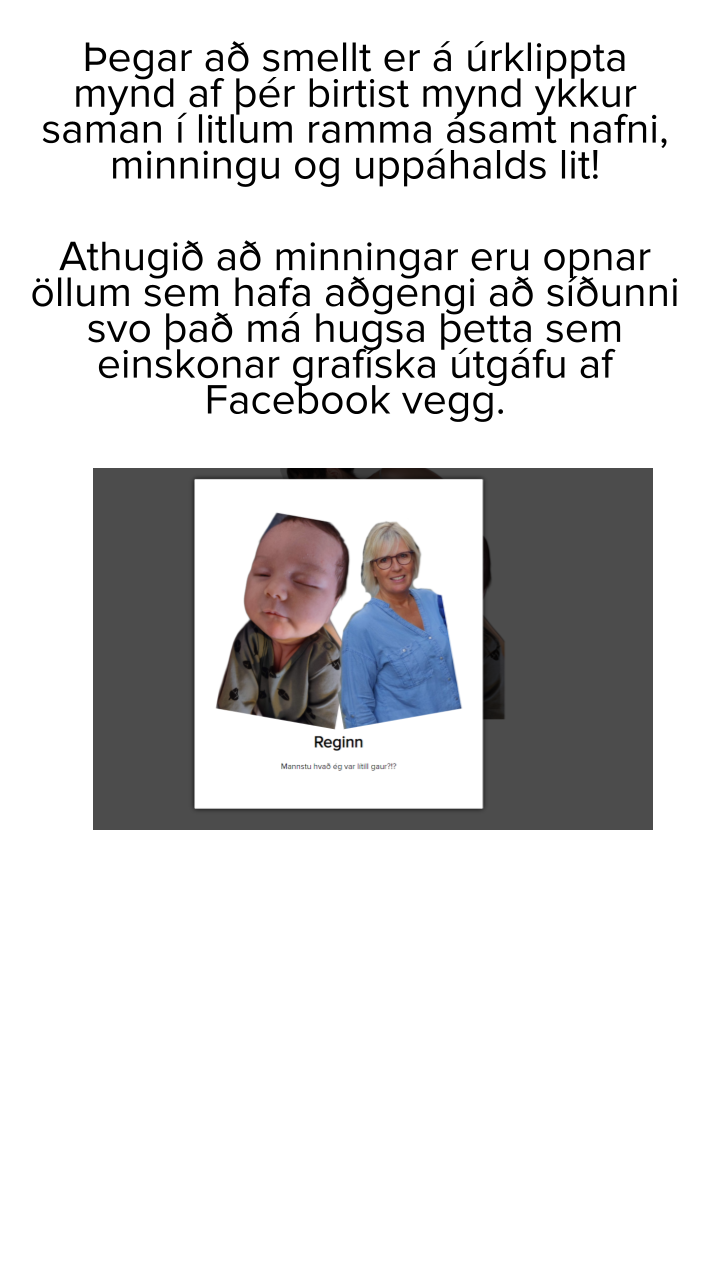 Þegar að smellt er á úrklippta
mynd af þér birtist mynd ykkur
saman í litlum ramma ásamt nafni,
minningu og uppáhalds lit!
Athugið að minningar eru opnar
öllum sem hafa aðgengi að síðunni
svo það má hugsa þetta sem
einskonar grafíska útgáfu af
Facebook vegg.
Reginn
Mannstu hvað ég var lítill gaur?!?